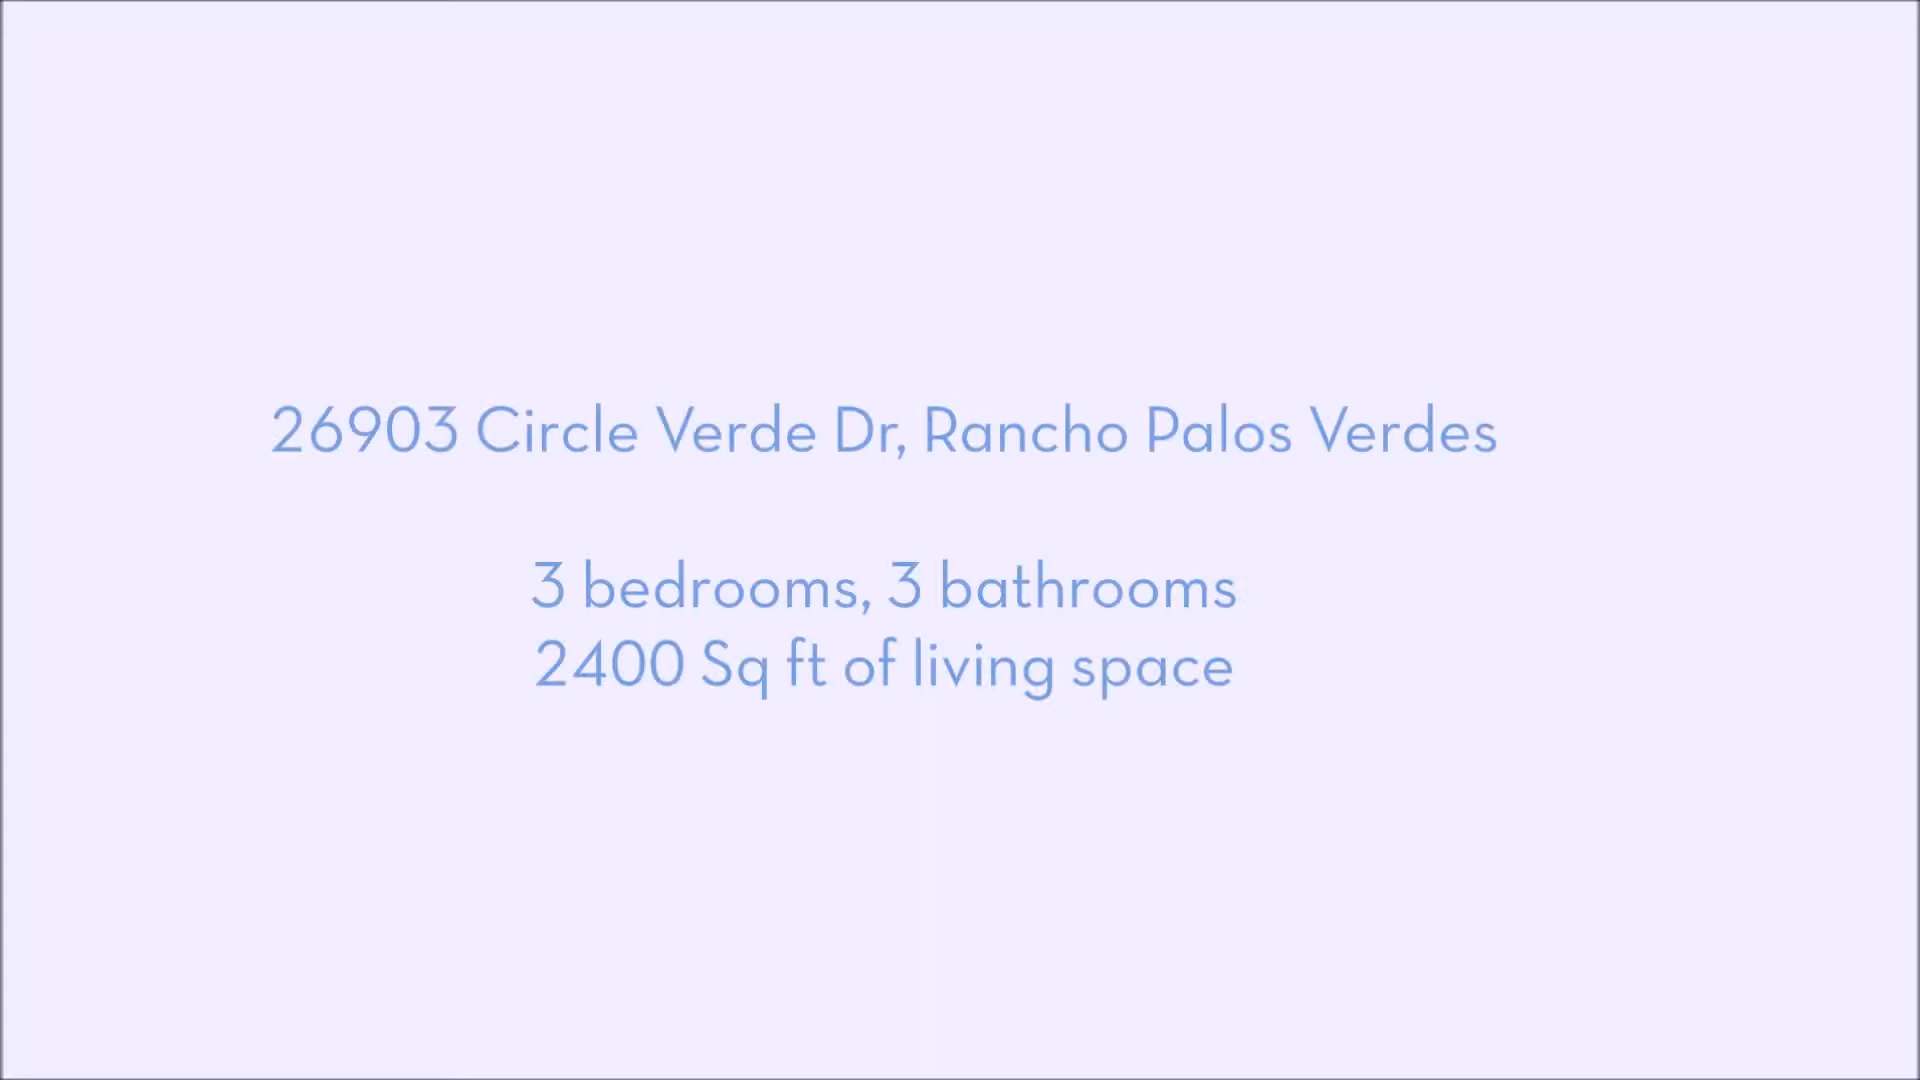 26903 Circle Verde Dr, Rancho Palos Verdes
3 bedrooms, 3 bathrooms
2400 Sq ft of living space